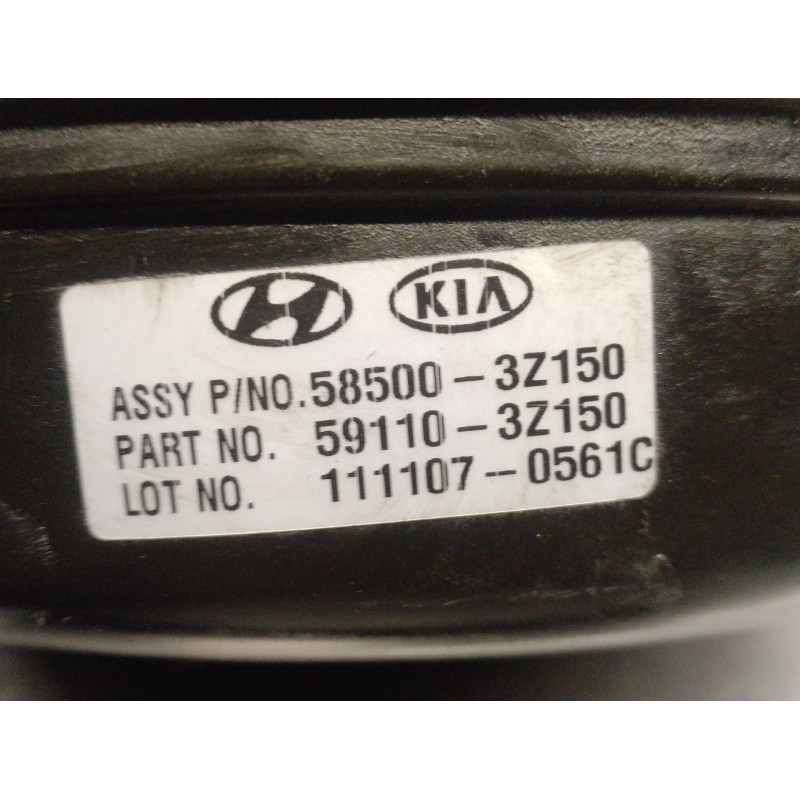 KIA
ASSY P/NO.58500-3Z150
PART NO. 59110-3Z150
LOT NO. 111107--0561C